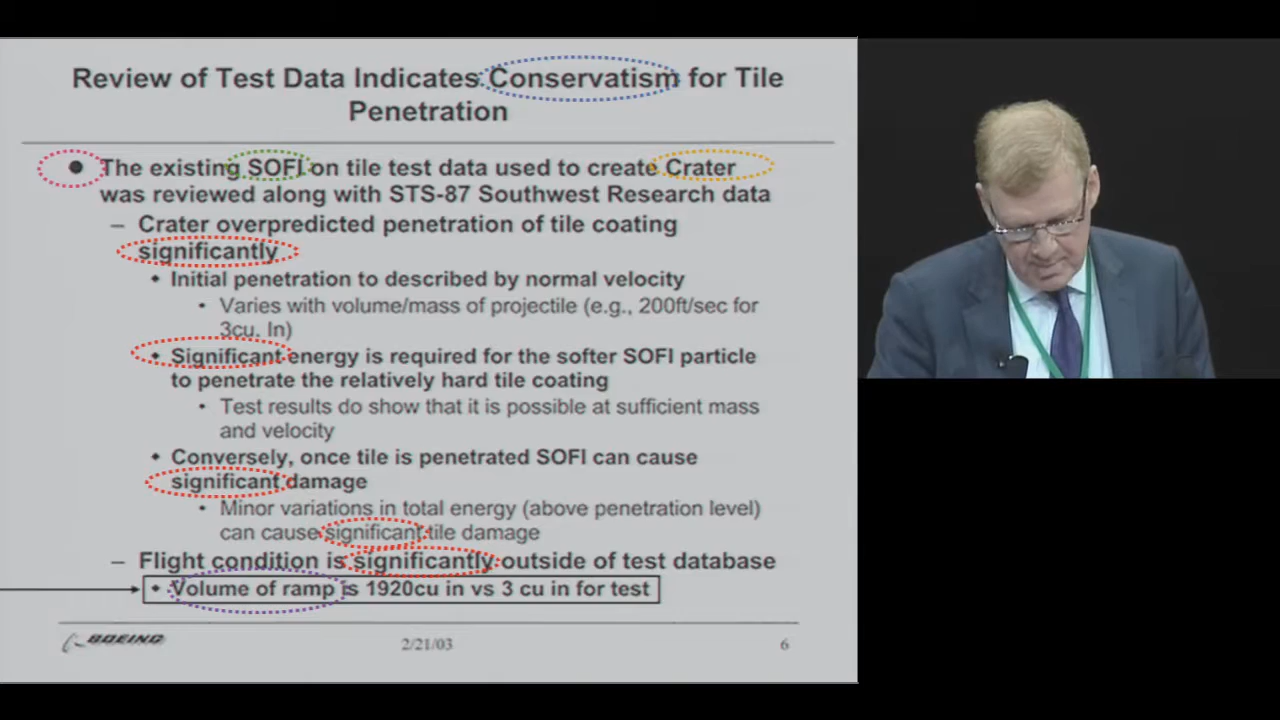 Review of Test Data Indicates Conservatism for Tile
Penetration
● The existing SOFI on tile test data used to create Crater
was reviewed along with STS-87 Southwest Research data
– Crater overpredicted penetration of tile coating
significantly
• Initial penetration to described by normal velocity
• Varies with volume/mass of projectile (e.g., 200ft/sec for
3cu. In)
• Significant energy is required for the softer SOFI particle
to penetrate the relatively hard tile coating
• Test results do show that it is possible at sufficient mass
and velocity
• Conversely, once tile is penetrated SOFI can cause
significant damage
• Minor variations in total energy (above penetration level)
can cause significant tile damage
– Flight condition is significantly outside of test database
• Volume of ramp is 1920cu in vs 3 cu in for test
BOEING 2/21/03 6